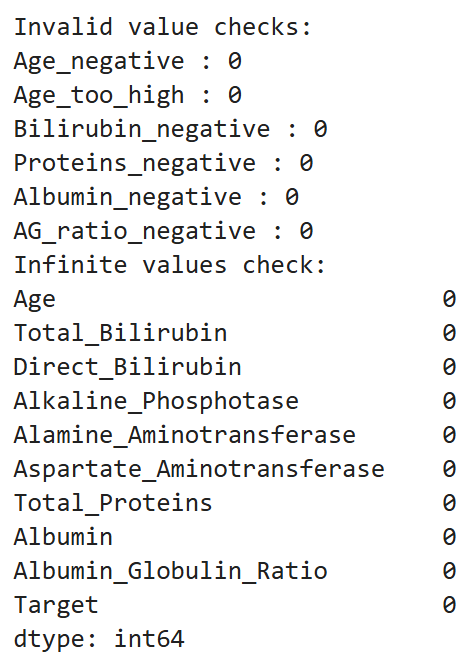 Invalid value checks:
Age_negative : 0
Age_too_high : 0
Bilirubin_negative : 0
Proteins_negative : 0
Albumin_negative : 0
AG_ratio_negative : 0
Infinite values check:
Age 0
Total_Bilirubin 0
Direct_Bilirubin 0
Alkaline_Phosphotase 0
Alamine_Aminotransferase 0
Aspartate_Aminotransferase 0
Total_Proteins 0
Albumin 0
Albumin_Globulin_Ratio 0
Target 0
dtype: int64